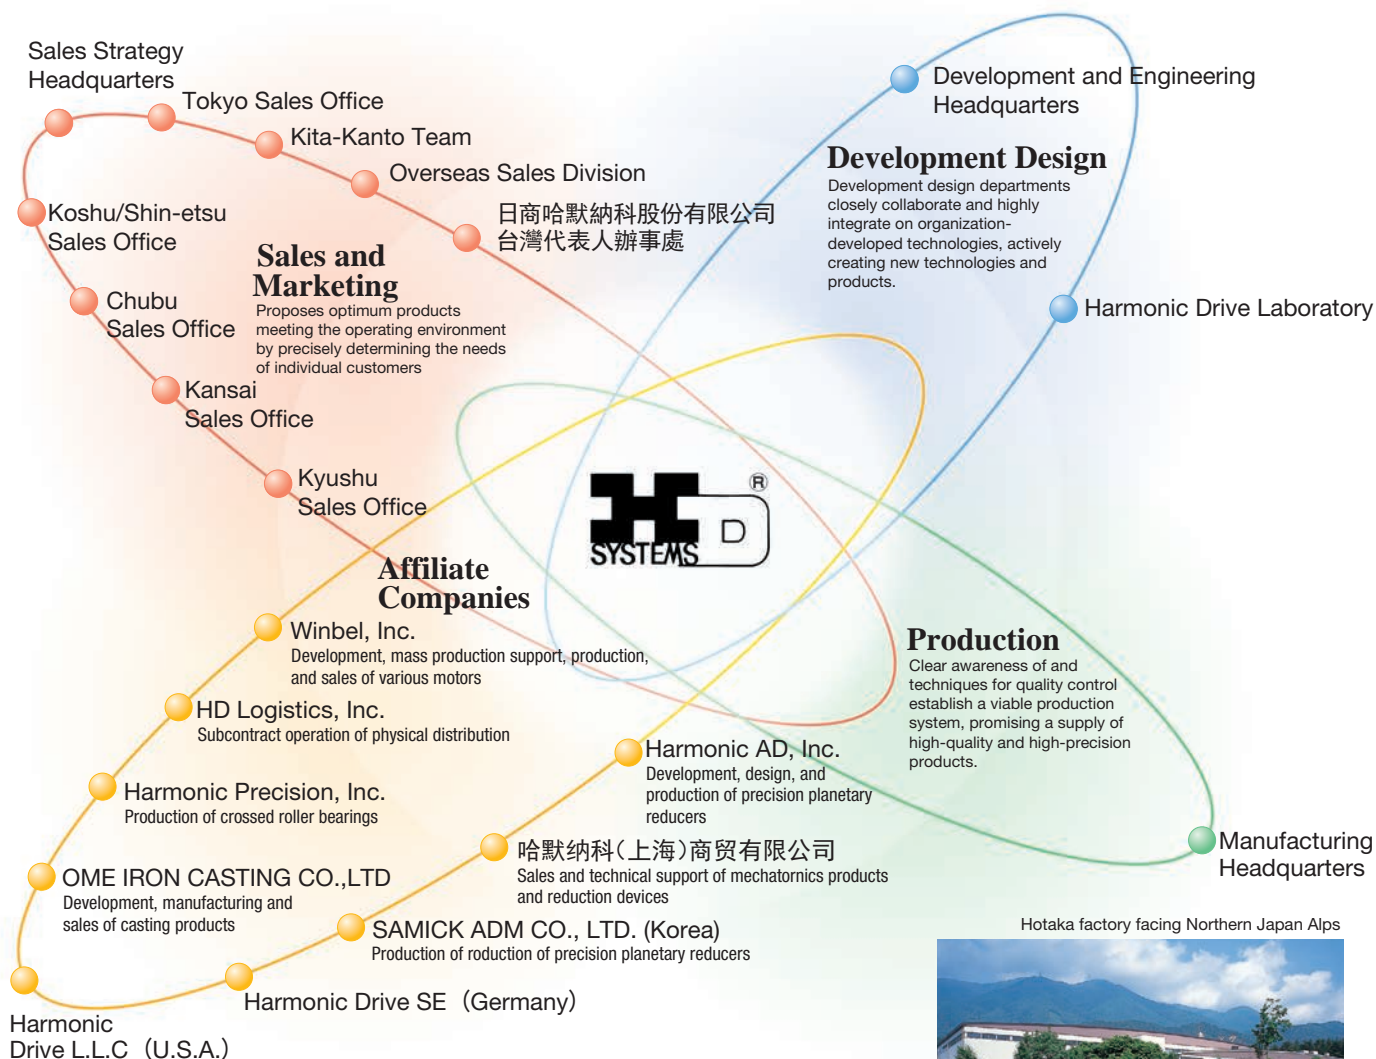 Sales Strategy
Headquarters
Tokyo Sales Office
Kita-Kanto Team
Overseas Sales Division
日商哈默納科股份有限公司
台灣代表人辦事處
Koshu/Shin-etsu
Sales Office
Chubu
Sales Office
Kansai
Sales Office
Kyushu
Sales Office
Sales and
Marketing
Proposes optimum products
meeting the operating environment
by precisely determining the needs
of individual customers
Development and Engineering
Headquarters
Development Design
Development design departments
closely collaborate and highly
integrate on organization-
developed technologies, actively
creating new technologies and
products.
Harmonic Drive Laboratory
H D ®
SYSTEMS
Affiliate
Companies
Winbel, Inc.
Development, mass production support, production,
and sales of various motors
HD Logistics, Inc.
Subcontract operation of physical distribution
Harmonic Precision, Inc.
Production of crossed roller bearings
OME IRON CASTING CO.,LTD
Development, manufacturing and
sales of casting products
Harmonic
Drive L.L.C（U.S.A.）
Harmonic Drive SE（Germany）
SAMICK ADM CO., LTD. (Korea)
Production of roduction of precision planetary reducers
哈默纳科（上海）商贸有限公司
Sales and technical support of mechatornics products
and reduction devices
Harmonic AD, Inc.
Development, design, and
production of precision planetary
reducers
Production
Clear awareness of and
techniques for quality control
establish a viable production
system, promising a supply of
high-quality and high-precision
products.
Manufacturing
Headquarters
Hotaka factory facing Northern Japan Alps